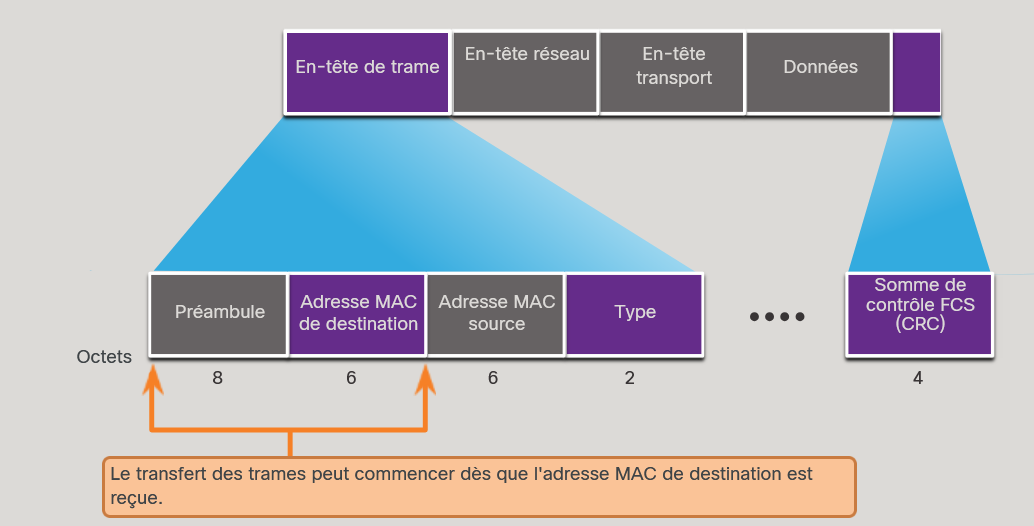 En-tête de trame
En-tête réseau
En-tête
transport
Données
Préambule
Adresse MAC
de destination
Adresse MAC
source
Type
Somme de
contrôle FCS
(CRC)
Octets
8
6
6
2
4
Le transfert des trames peut commencer dès que l'adresse MAC de destination est
reçue.